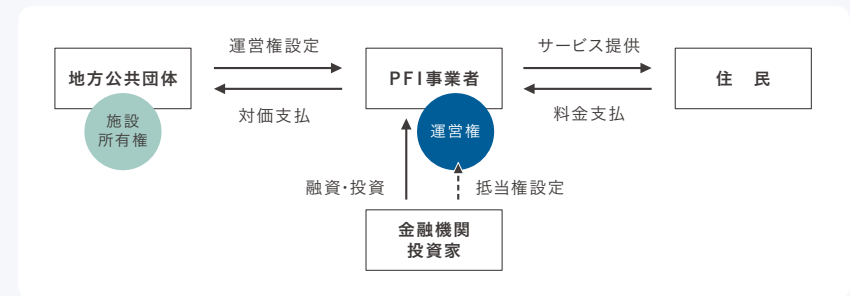 運営権設定
サービス提供
地方公共団体
PFI事業者
住　民
対価支払
料金支払
施設
所有権
運営権
融資・投資
抵当権設定
金融機関
投資家